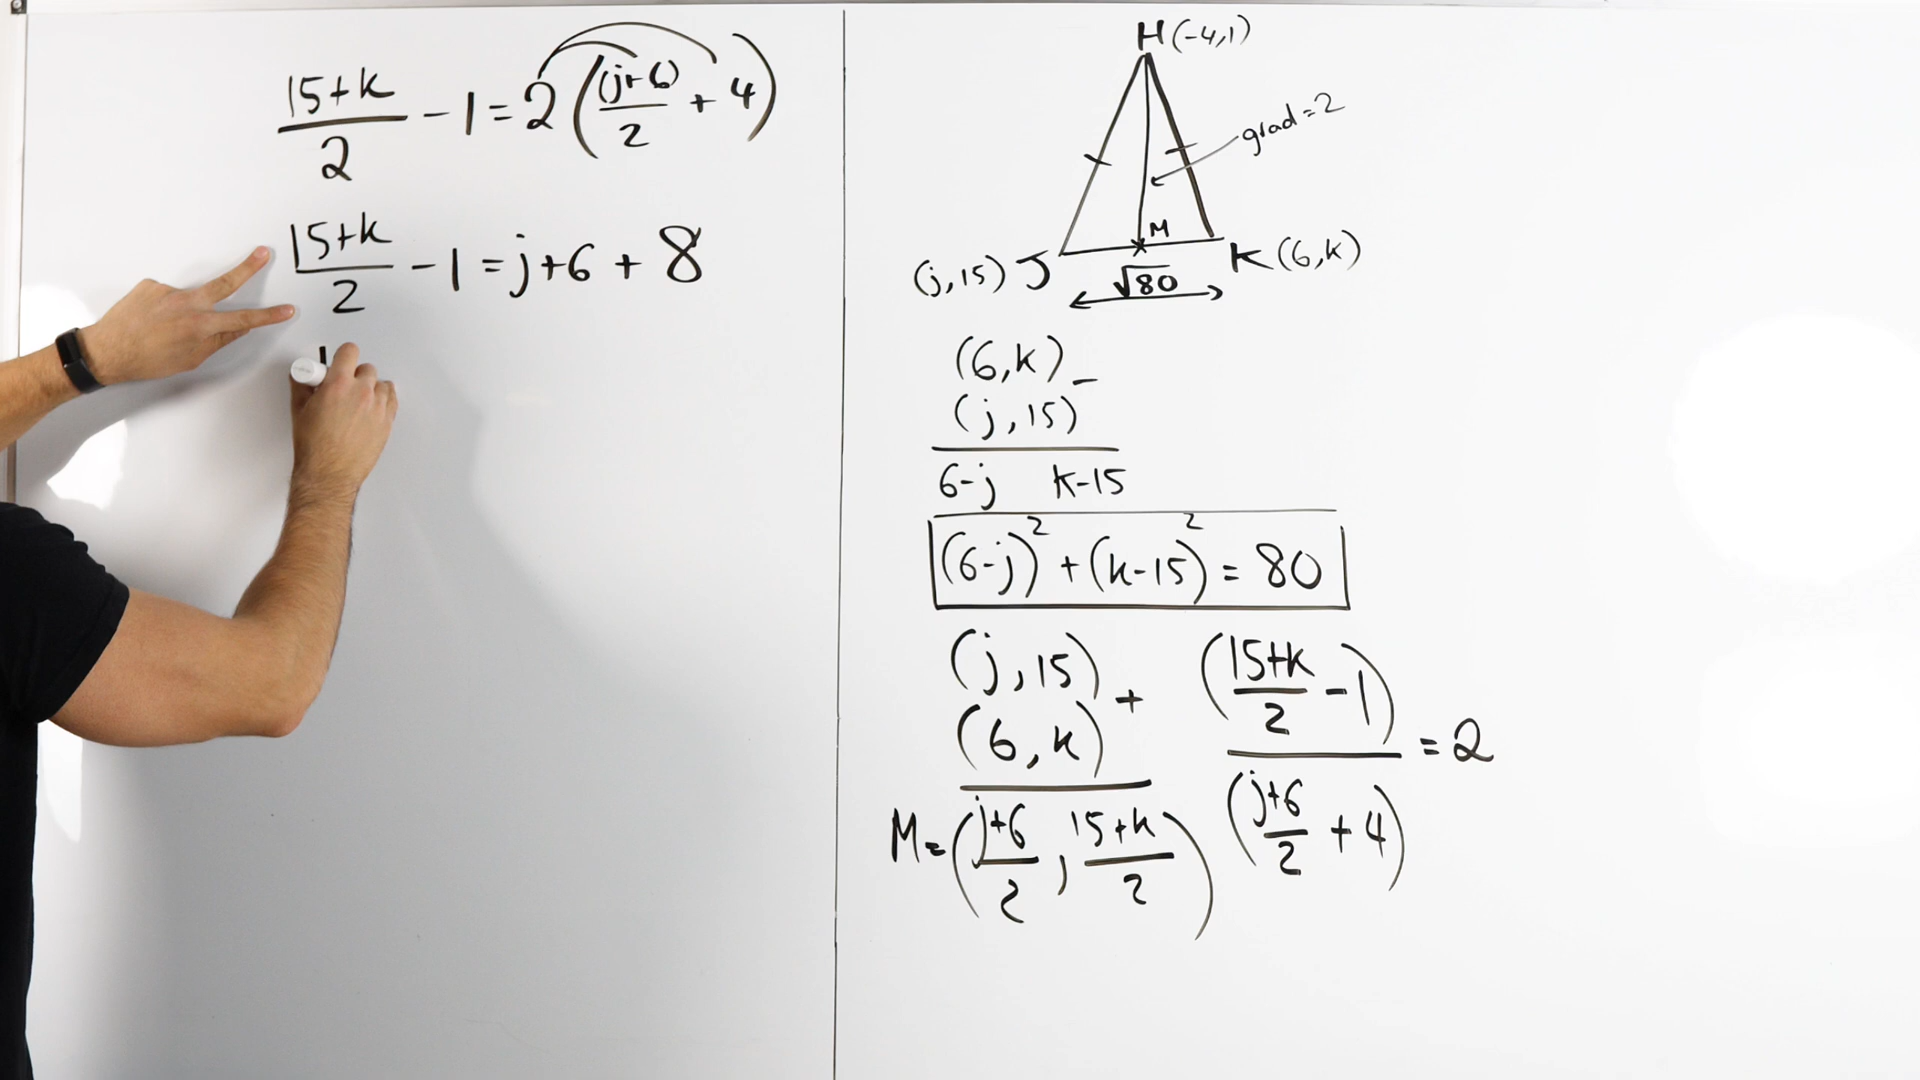 (15+k)/2 - 1 = 2((j+6)/2 + 4)
(15+k)/2 - 1 = j+6 + 8
H(-4,1)
grad=2
M
(j,15) J
K (6,k)
√80
(6,k) -
(j,15)
6-j k-15
(6-j)² + (k-15)² = 80
(j,15) +
(6,k)
M=((j+6)/2, (15+k)/2)
((15+k)/2 - 1)/((j+6)/2 + 4) = 2